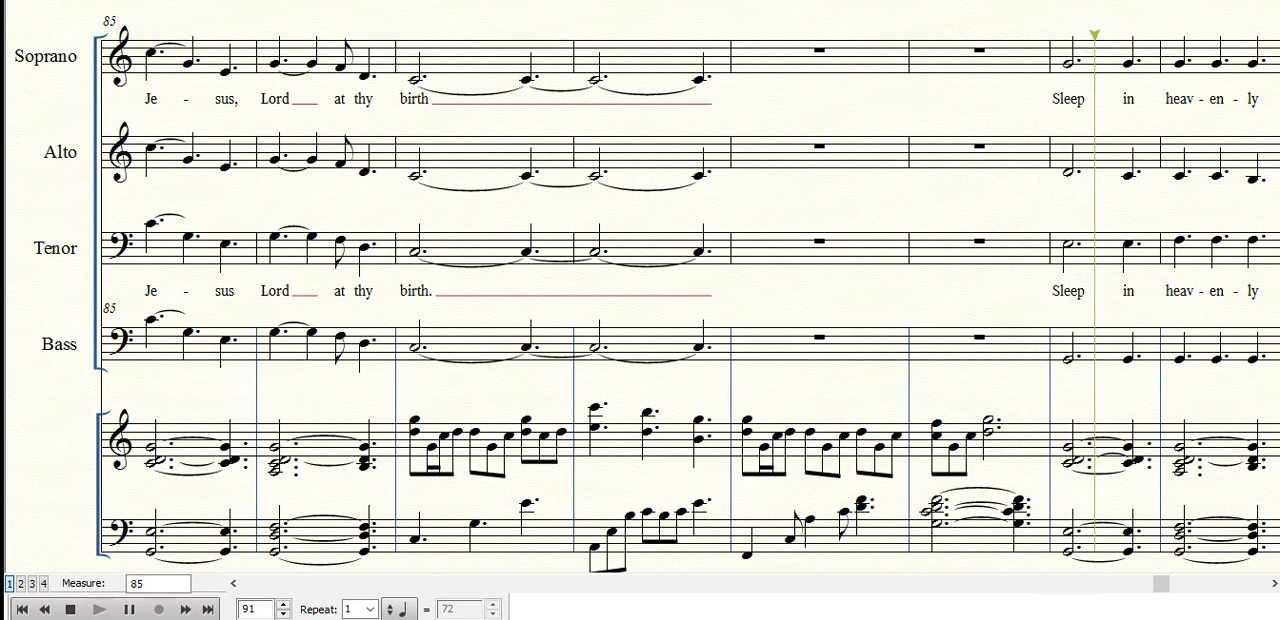 85
Soprano
Je - sus, Lord at thy birth Sleep in heav - en - ly
Alto
Tenor
Je - sus Lord at thy birth. Sleep in heav - en - ly
85
Bass
1 2 3 4 Measure: 85
91 Repeat: 1 = 72